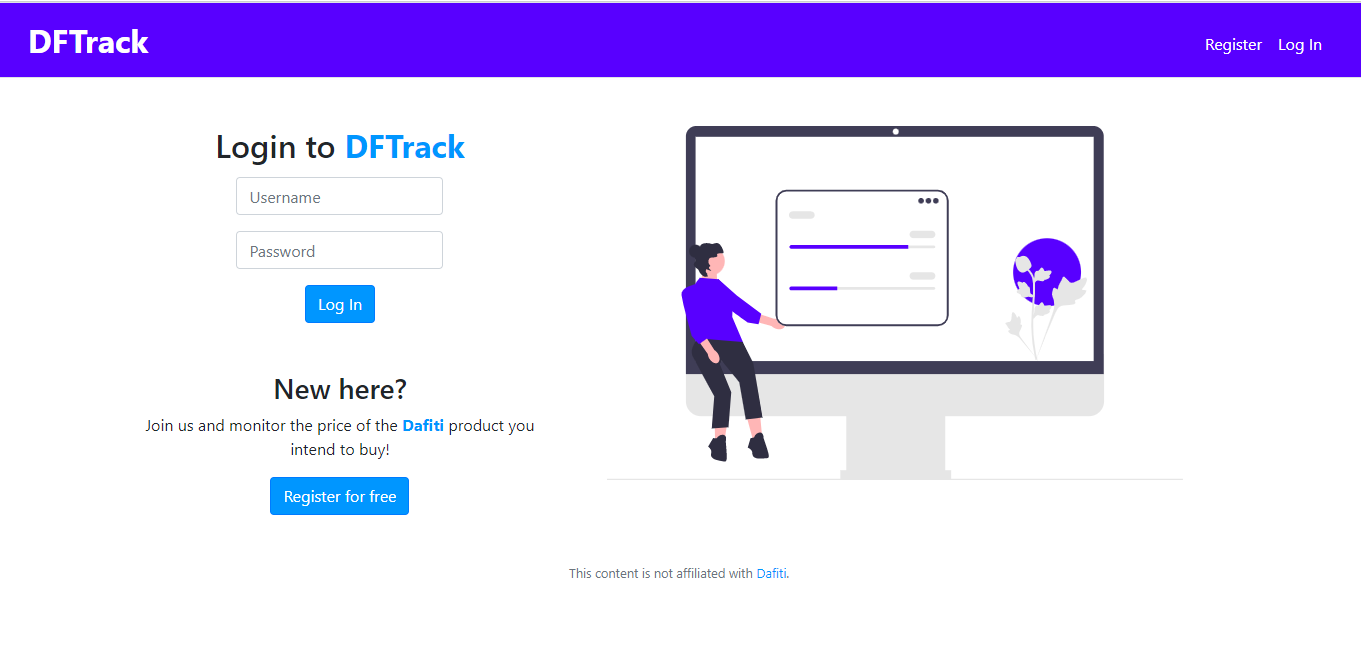 DFTrack
Register
Log In
Login to DFTrack
Username
Password
Log In
New here?
Join us and monitor the price of the Dafiti product you
intend to buy!
Register for free
This content is not affiliated with Dafiti.